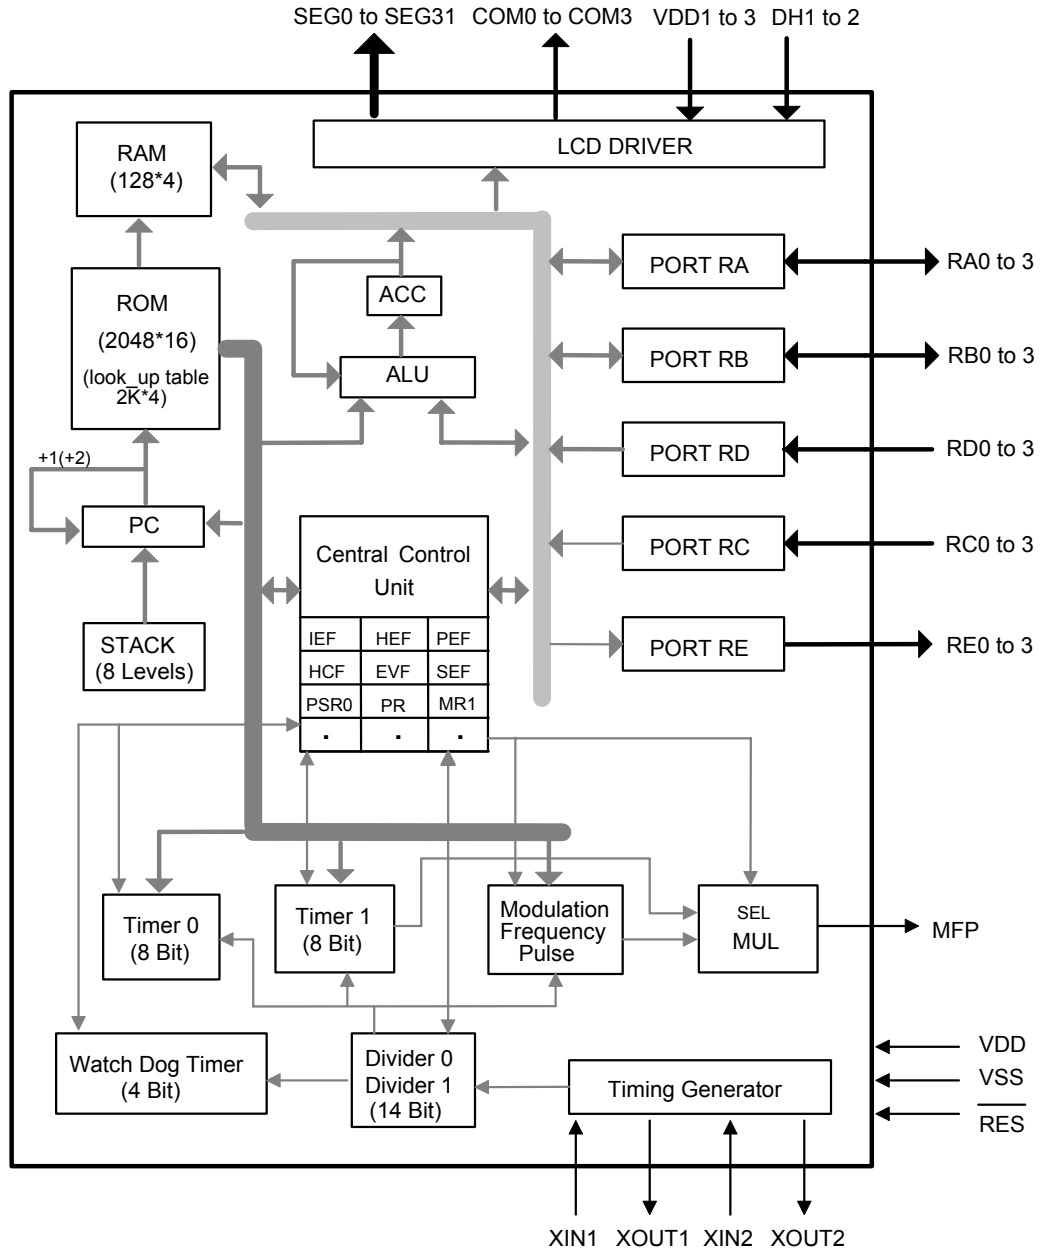 SEG0 to SEG31 COM0 to COM3 VDD1 to 3 DH1 to 2
LCD DRIVER
RAM
(128*4)
ROM
(2048*16)
(look_up table
2K*4)
ACC
ALU
+1(+2)
PC
STACK
(8 Levels)
PORT RA
RA0 to 3
PORT RB
RB0 to 3
PORT RD
RD0 to 3
PORT RC
RC0 to 3
PORT RE
RE0 to 3
Central Control
Unit
IEF HEF PEF
HCF EVF SEF
PSR0 PR MR1
. . .
Timer 0
(8 Bit)
Timer 1
(8 Bit)
Modulation
Frequency
Pulse
SEL
MUL
MFP
Watch Dog Timer
(4 Bit)
Divider 0
Divider 1
(14 Bit)
Timing Generator
VDD
VSS
RES
XIN1 XOUT1 XIN2 XOUT2